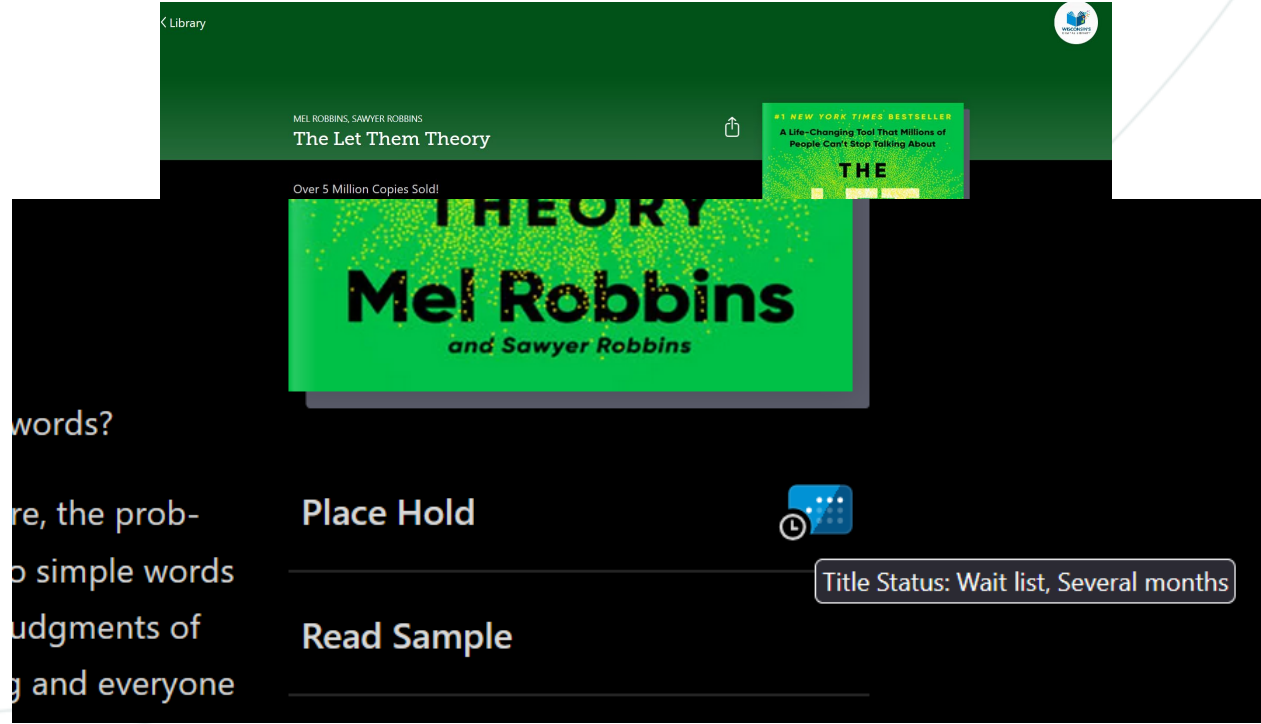 Library
WISCONSIN'S
DIGITAL LIBRARY
MEL ROBBINS, SAWYER ROBBINS
The Let Them Theory
#1 NEW YORK TIMES BESTSELLER
A Life-Changing Tool That Millions of
People Can't Stop Talking About
THE
Over 5 Million Copies Sold!
THEORY
Mel Robbins
and Sawyer Robbins
words?
re, the prob-
o simple words
udgments of
g and everyone
Place Hold
Title Status: Wait list, Several months
Read Sample